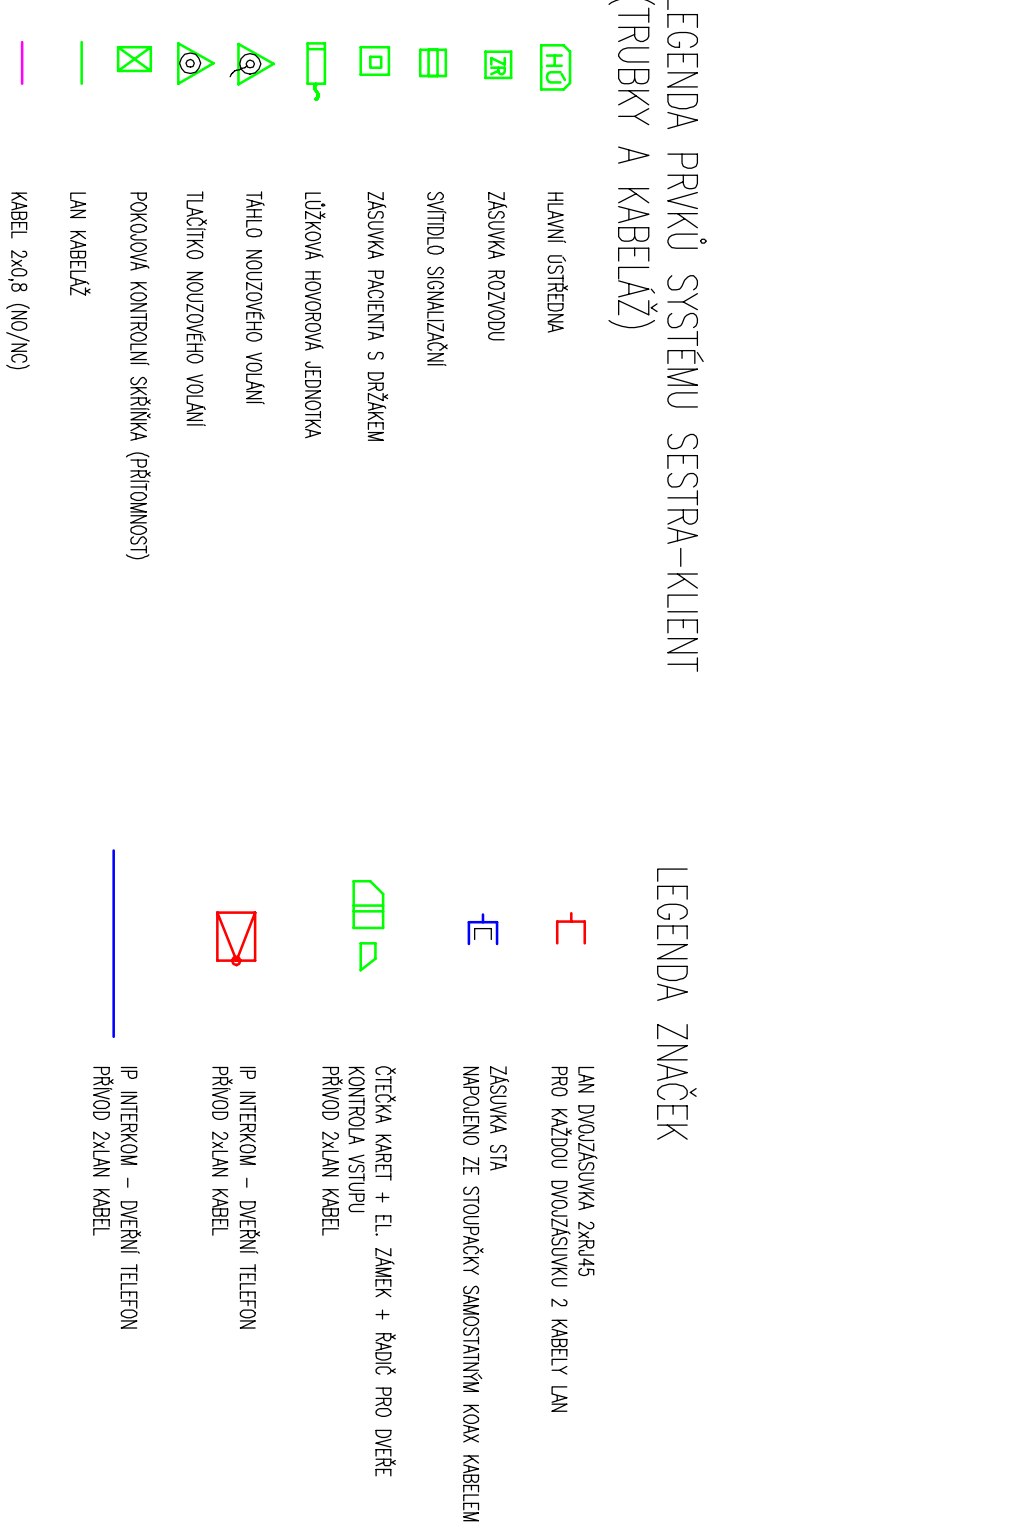 LEGENDA PRVKŮ SYSTÉMU SESTRA–KLIENT
(TRUBKY A KABELÁŽ)
HÚ
HLAVNÍ ÚSTŘEDNA
ZR
ZÁSUVKA ROZVODU
SVÍTIDLO SIGNALIZAČNÍ
ZÁSUVKA PACIENTA S DRŽÁKEM
LŮŽKOVÁ HOVOROVÁ JEDNOTKA
TÁHLO NOUZOVÉHO VOLÁNÍ
TLAČÍTKO NOUZOVÉHO VOLÁNÍ
POKOJOVÁ KONTROLNÍ SKŘÍŇKA (PŘÍTOMNOST)
LAN KABELÁŽ
KABEL 2x0,8 (NO/NC)
LEGENDA ZNAČEK
LAN DVOJZÁSUVKA 2xRJ45
PRO KAŽDOU DVOJZÁSUVKU 2 KABELY LAN
ZÁSUVKA STA
NAPOJENO ZE STOUPAČKY SAMOSTATNÝM KOAX KABELEM
ČTEČKA KARET + EL. ZÁMEK + ŘADIČ PRO DVEŘE
KONTROLA VSTUPU
PŘÍVOD 2xLAN KABEL
IP INTERKOM – DVEŘNÍ TELEFON
PŘÍVOD 2xLAN KABEL
IP INTERKOM – DVEŘNÍ TELEFON
PŘÍVOD 2xLAN KABEL